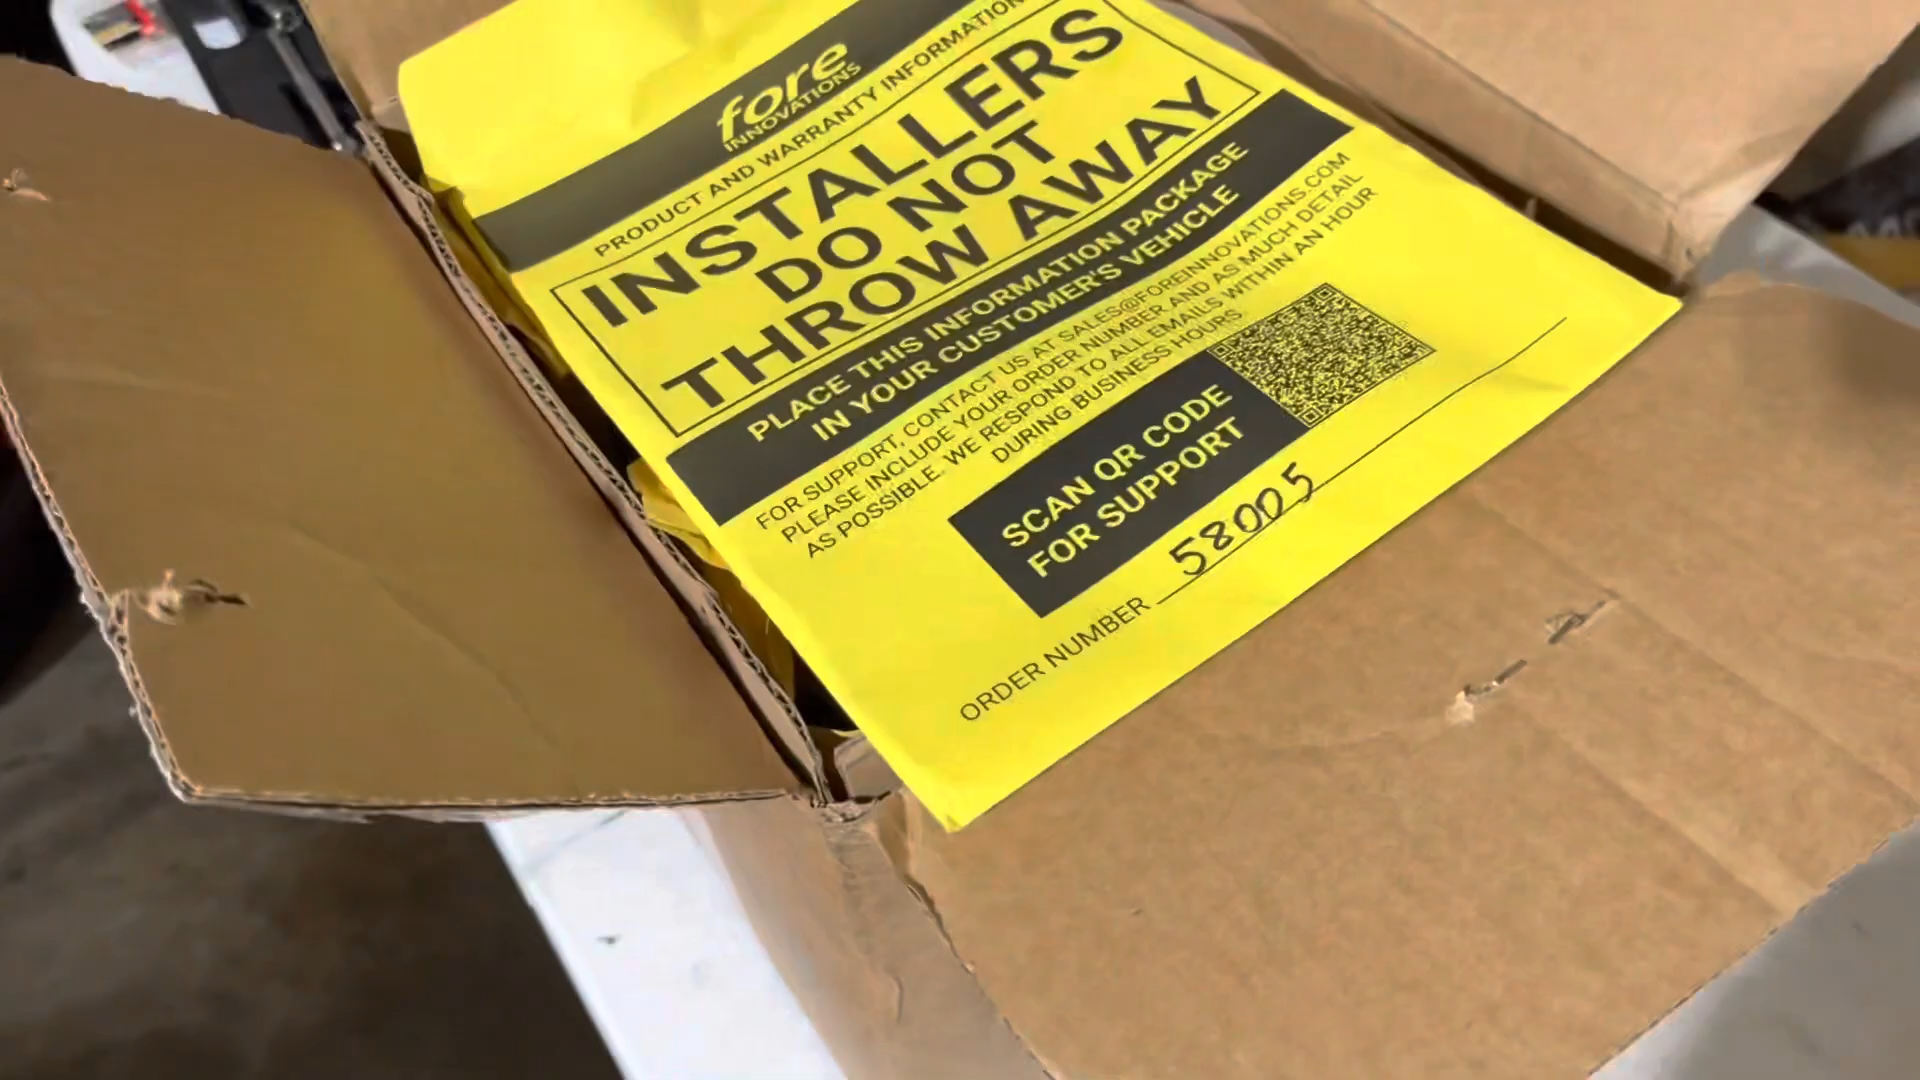 fore
INNOVATIONS
PRODUCT AND WARRANTY INFORMATION
INSTALLERS
DO NOT
THROW AWAY
PLACE THIS INFORMATION PACKAGE
IN YOUR CUSTOMER'S VEHICLE
FOR SUPPORT, CONTACT US AT SALES@FOREINNOVATIONS.COM
PLEASE INCLUDE YOUR ORDER NUMBER AND AS MUCH DETAIL
AS POSSIBLE. WE RESPOND TO ALL EMAILS WITHIN AN HOUR
DURING BUSINESS HOURS.
SCAN QR CODE
FOR SUPPORT
ORDER NUMBER 58005